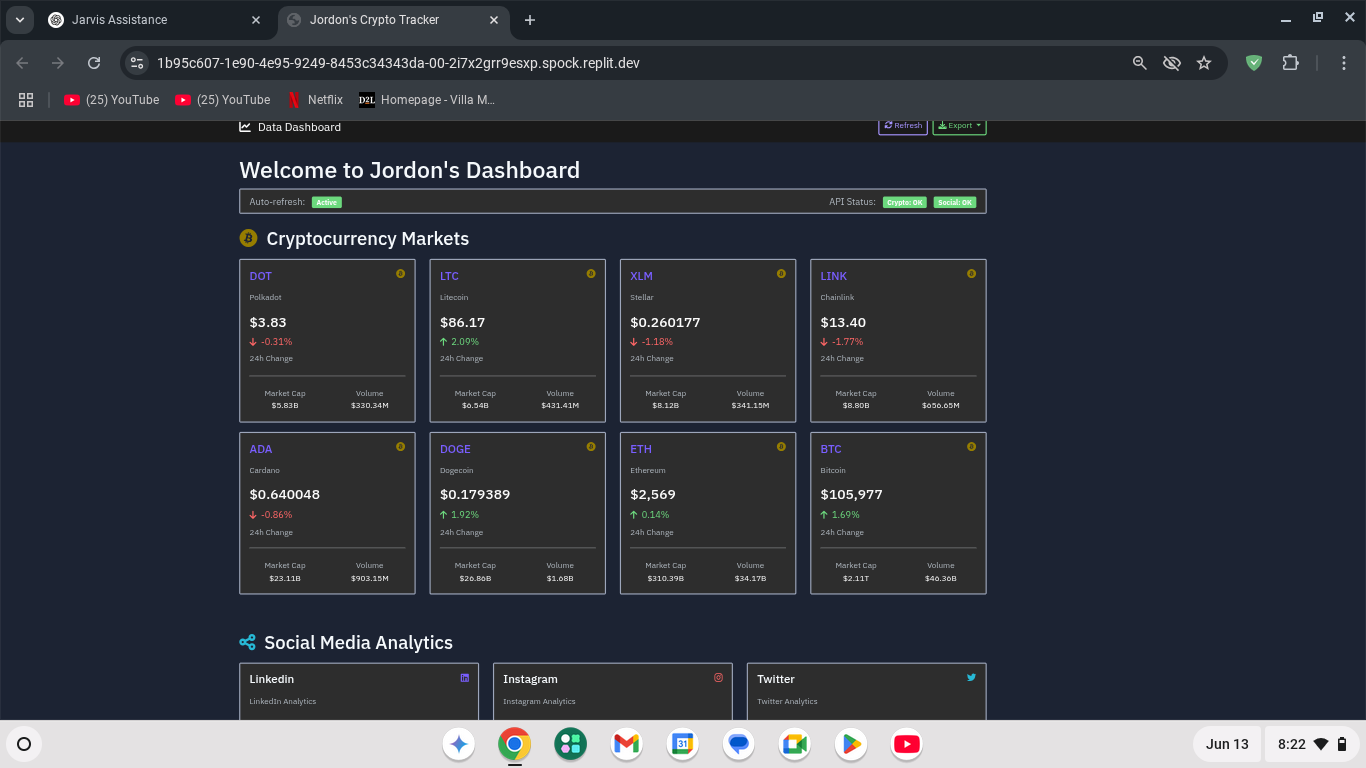 Jarvis Assistance
Jordon's Crypto Tracker
1b95c607-1e90-4e95-9249-8453c34343da-00-2i7x2grr9esxp.spock.replit.dev
(25) YouTube
(25) YouTube
Netflix
D2L
Homepage - Villa M…
Data Dashboard
Refresh
Export
Welcome to Jordon's Dashboard
Auto-refresh: Active
API Status: Crypto: OK Social: OK
Cryptocurrency Markets
DOT LTC XLM LINK
Polkadot Litecoin Stellar Chainlink
$3.83 $86.17 $0.260177 $13.40
-0.31% 2.09% -1.18% -1.77%
24h Change 24h Change 24h Change 24h Change
Market Cap Volume Market Cap Volume Market Cap Volume Market Cap Volume
$5.83B $330.34M $6.54B $431.41M $8.12B $341.15M $8.80B $656.65M
ADA DOGE ETH BTC
Cardano Dogecoin Ethereum Bitcoin
$0.640048 $0.179389 $2,569 $105,977
-0.86% 1.92% 0.14% 1.69%
24h Change 24h Change 24h Change 24h Change
Market Cap Volume Market Cap Volume Market Cap Volume Market Cap Volume
$23.11B $903.15M $26.86B $1.68B $310.39B $34.17B $2.11T $46.36B
Social Media Analytics
Linkedin Instagram Twitter
LinkedIn Analytics Instagram Analytics Twitter Analytics
31
Jun 13
8:22